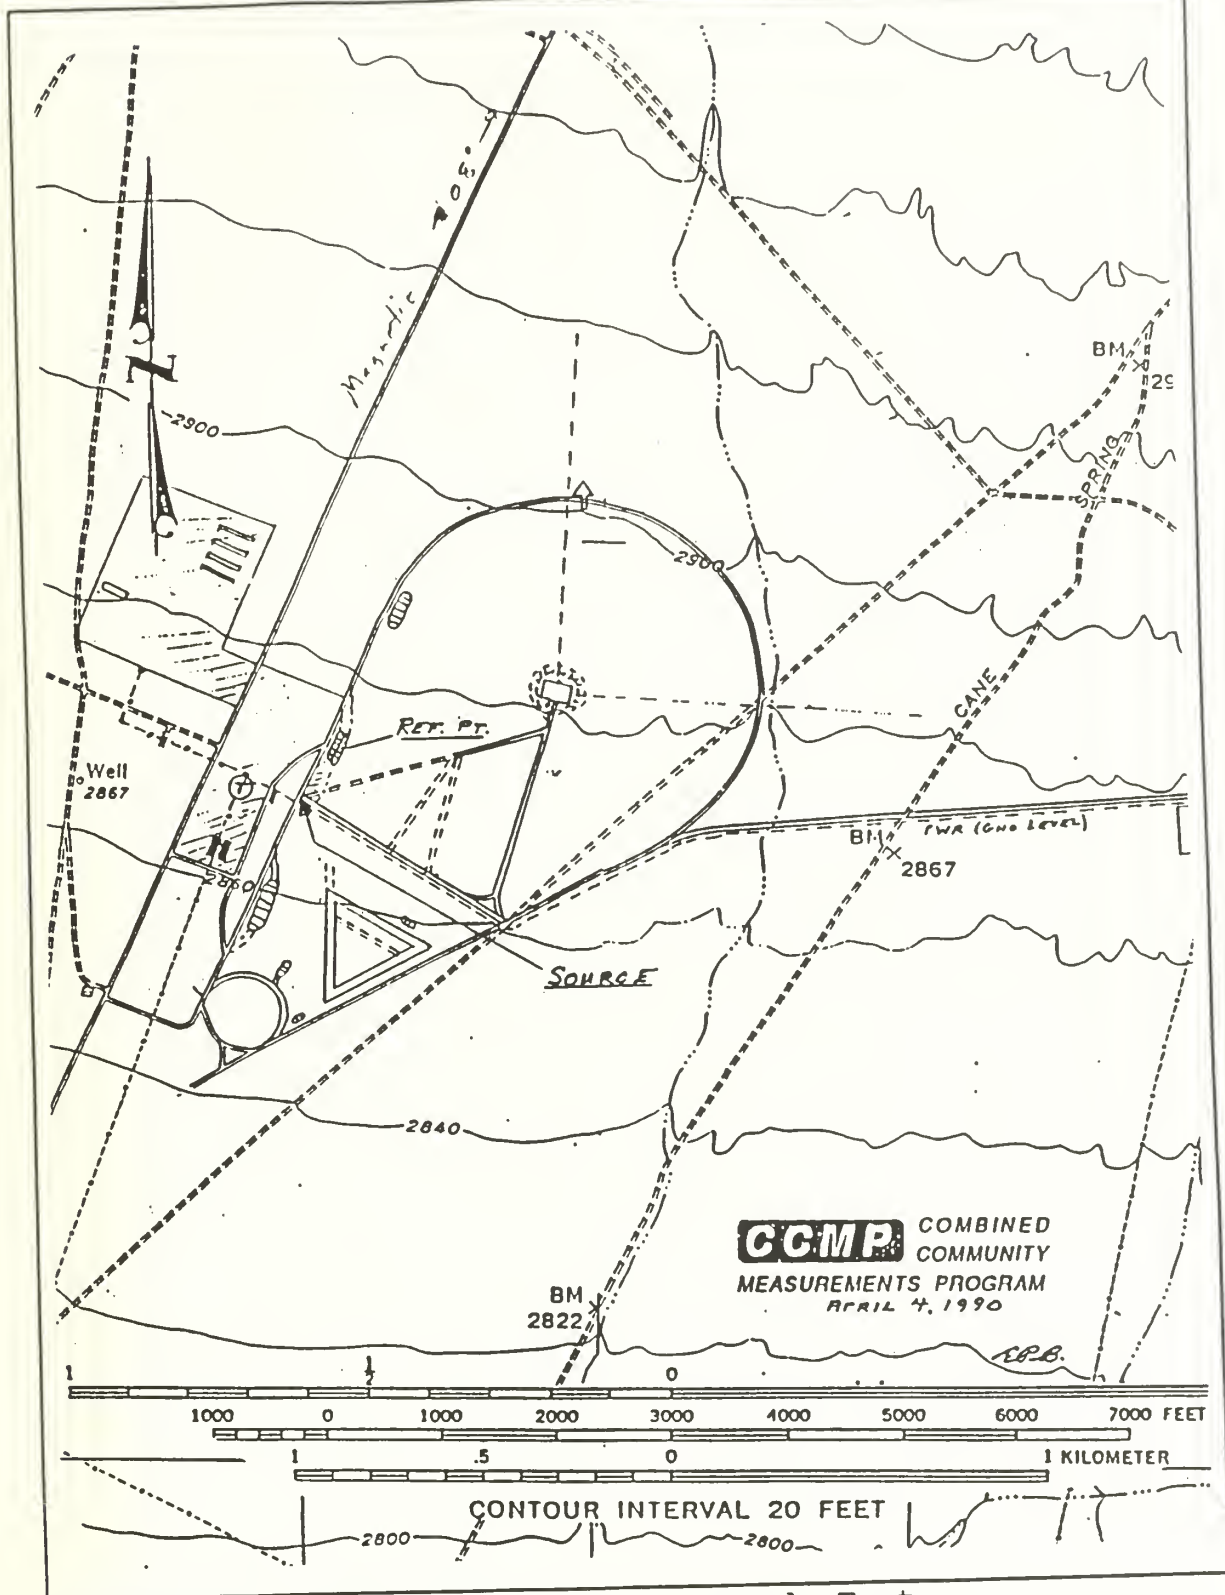 030°
Magnetic
N
2900
BM
29
SPRING
2900
CANE
REF. PT.
Well
2867
PWR (GND LEVEL)
BM
2867
2860
SOURCE
2840
CCMP COMBINED
COMMUNITY
MEASUREMENTS PROGRAM
APRIL 4, 1990
BM
2822
E.P.B.
1 ½ 0
1000 0 1000 2000 3000 4000 5000 6000 7000 FEET
1 .5 0 1 KILOMETER
CONTOUR INTERVAL 20 FEET
2800 2800